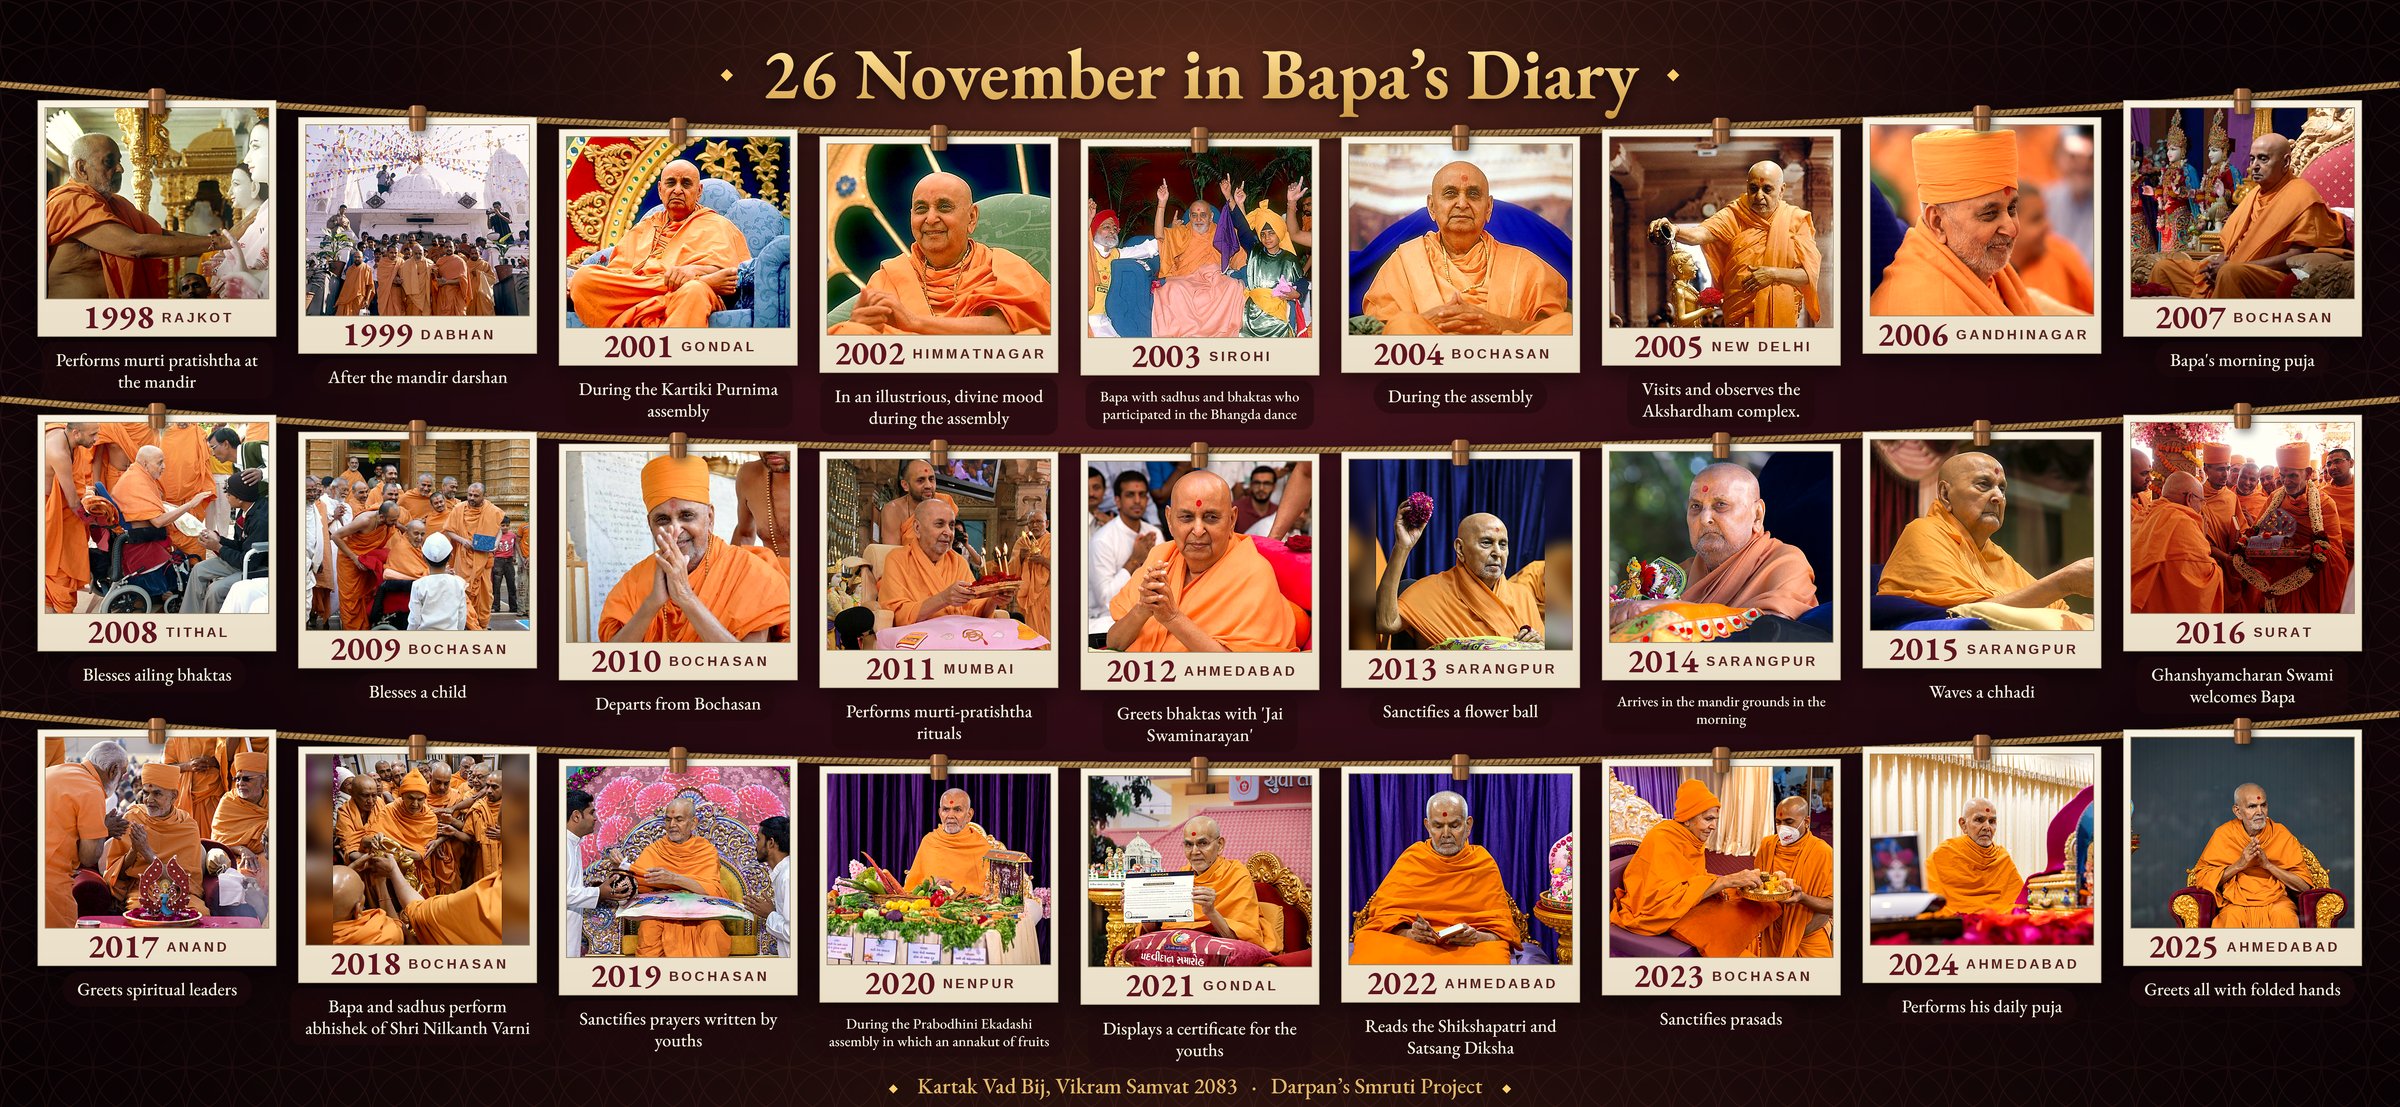 26 November in Bapa's Diary
1998 RAJKOT
Performs murti pratishtha at
the mandir
1999 DABHAN
After the mandir darshan
2001 GONDAL
During the Kartiki Purnima
assembly
2002 HIMMATNAGAR
In an illustrious, divine mood
during the assembly
2003 SIROHI
Bapa with sadhus and bhaktas who
participated in the Bhangda dance
2004 BOCHASAN
During the assembly
2005 NEW DELHI
Visits and observes the
Akshardham complex.
2006 GANDHINAGAR
2007 BOCHASAN
Bapa's morning puja
2008 TITHAL
Blesses ailing bhaktas
2009 BOCHASAN
Blesses a child
2010 BOCHASAN
Departs from Bochasan
2011 MUMBAI
Performs murti-pratishtha
rituals
2012 AHMEDABAD
Greets bhaktas with 'Jai
Swaminarayan'
2013 SARANGPUR
Sanctifies a flower ball
2014 SARANGPUR
Arrives in the mandir grounds in the
morning
2015 SARANGPUR
Waves a chhadi
2016 SURAT
Ghanshyamcharan Swami
welcomes Bapa
2017 ANAND
Greets spiritual leaders
2018 BOCHASAN
Bapa and sadhus perform
abhishek of Shri Nilkanth Varni
2019 BOCHASAN
Sanctifies prayers written by
youths
2020 NENPUR
During the Prabodhini Ekadashi
assembly in which an annakut of fruits
પદવીદાન સમારોહ
2021 GONDAL
Displays a certificate for the
youths
2022 AHMEDABAD
Reads the Shikshapatri and
Satsang Diksha
2023 BOCHASAN
Sanctifies prasads
2024 AHMEDABAD
Performs his daily puja
2025 AHMEDABAD
Greets all with folded hands
Kartak Vad Bij, Vikram Samvat 2083 · Darpan's Smruti Project